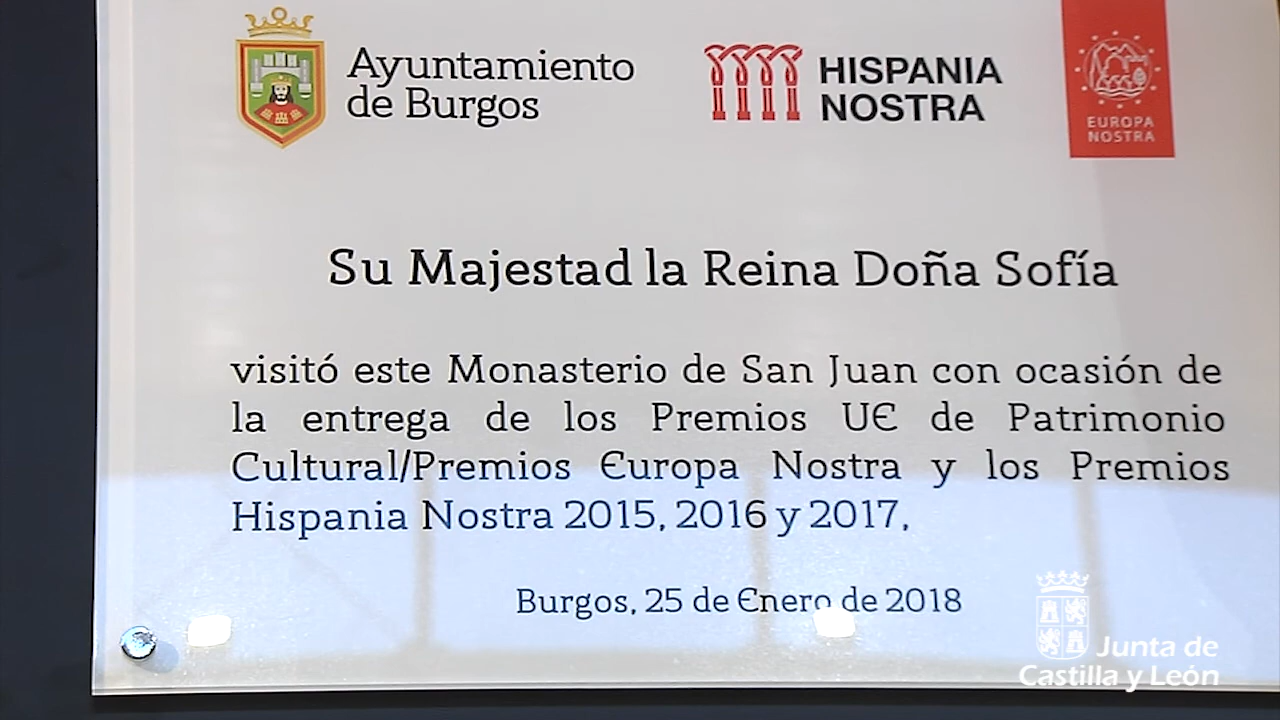 Ayuntamiento
de Burgos
HISPANIA
NOSTRA
EUROPA
NOSTRA
Su Majestad la Reina Doña Sofía
visitó este Monasterio de San Juan con ocasión de
la entrega de los Premios UE de Patrimonio
Cultural/Premios Europa Nostra y los Premios
Hispania Nostra 2015, 2016 y 2017,
Burgos, 25 de Enero de 2018
Junta de
Castilla y León